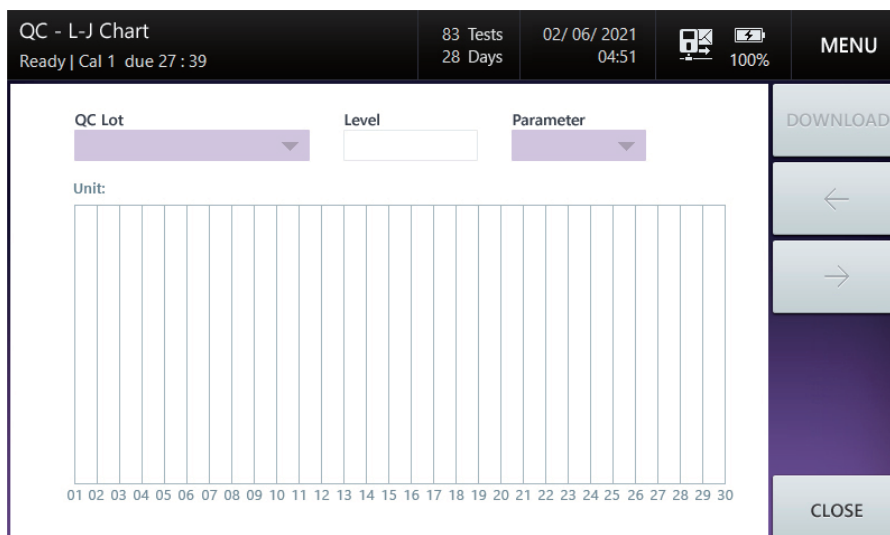 QC - L-J Chart
Ready | Cal 1 due 27 : 39
83 Tests
28 Days
02/ 06/ 2021
04:51
100%
MENU
QC Lot
Level
Parameter
DOWNLOAD
Unit:
01 02 03 04 05 06 07 08 09 10 11 12 13 14 15 16 17 18 19 20 21 22 23 24 25 26 27 28 29 30
CLOSE